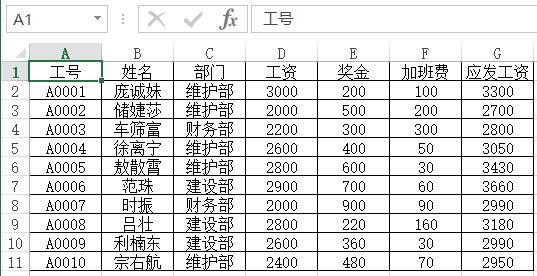 A1 fx 工号
A B C D E F G
1 工号 姓名 部门 工资 奖金 加班费 应发工资
2 A0001 庞诚妹 维护部 3000 200 100 3300
3 A0002 储婕莎 维护部 2000 500 200 2700
4 A0003 车筛富 财务部 2200 300 300 2800
5 A0004 徐离宁 维护部 2600 400 50 3050
6 A0005 敖散霄 维护部 2800 600 30 3430
7 A0006 范珠 建设部 2900 700 60 3660
8 A0007 时振 财务部 2000 900 90 2990
9 A0008 吕壮 建设部 2800 220 160 3180
10 A0009 利楠东 建设部 2600 360 30 2990
11 A0010 宗右航 维护部 2400 480 70 2950